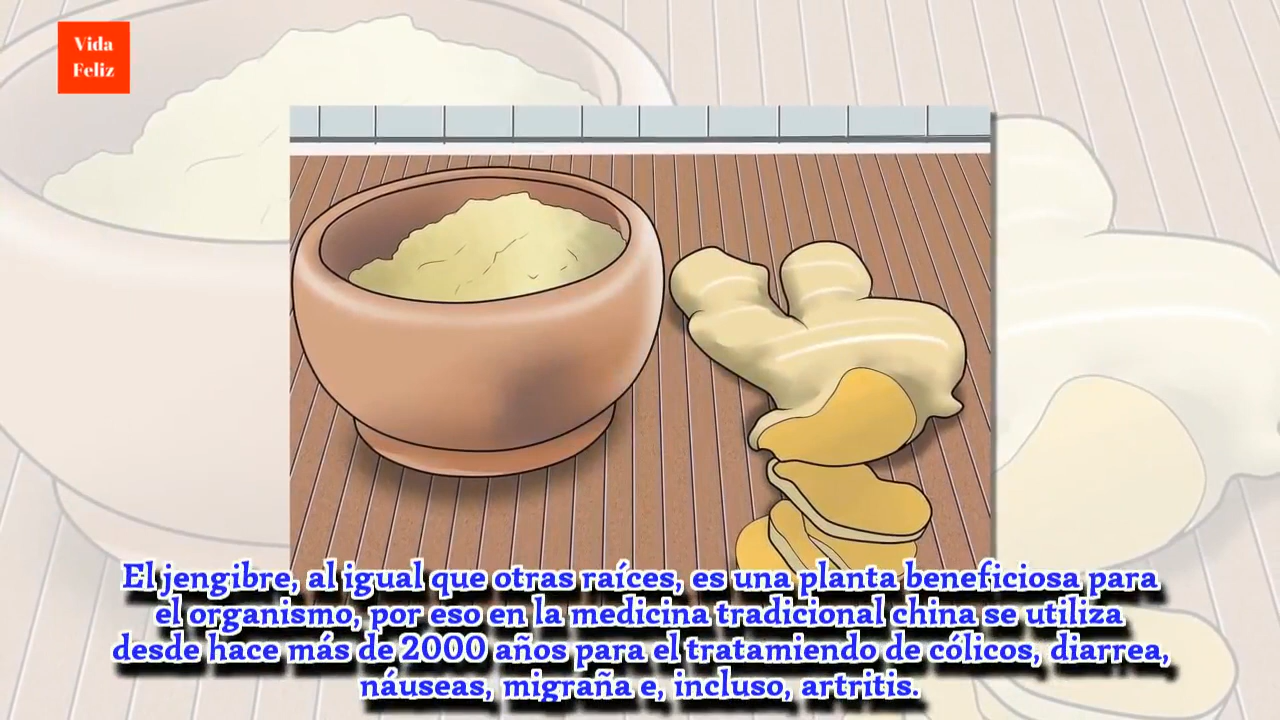 Vida
Feliz
El jengibre, al igual que otras raíces, es una planta beneficiosa para
el organismo, por eso en la medicina tradicional china se utiliza
desde hace más de 2000 años para el tratamiendo de cólicos, diarrea,
náuseas, migraña e, incluso, artritis.